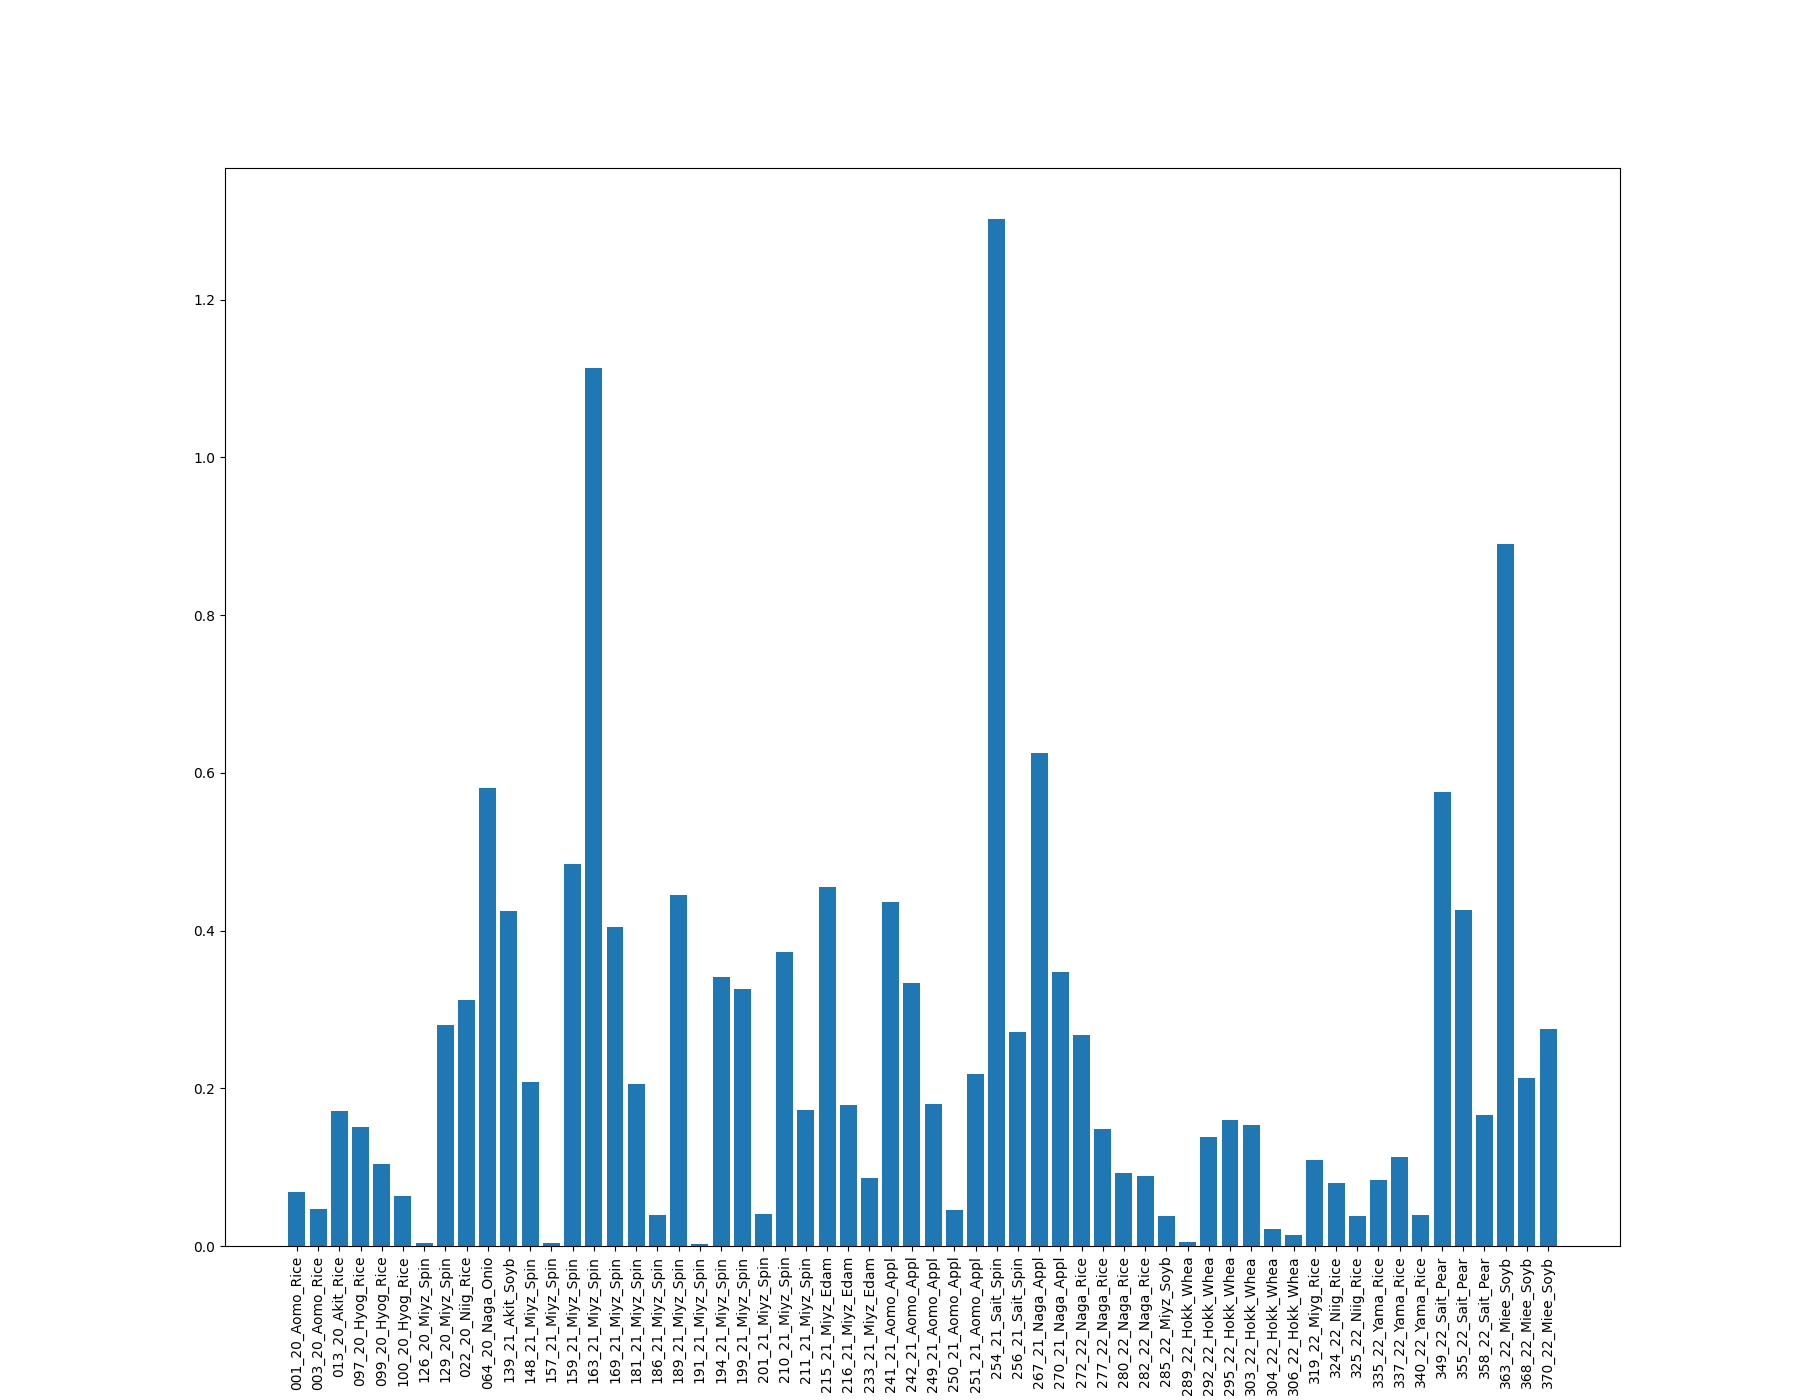 1.2
1.0
0.8
0.6
0.4
0.2
0.0
001_20_Aomo_Rice
003_20_Aomo_Rice
013_20_Akit_Rice
097_20_Hyog_Rice
099_20_Hyog_Rice
100_20_Hyog_Rice
126_20_Miyz_Spin
129_20_Miyz_Spin
022_20_Niig_Rice
064_20_Naga_Onio
139_21_Akit_Soyb
148_21_Miyz_Spin
157_21_Miyz_Spin
159_21_Miyz_Spin
163_21_Miyz_Spin
169_21_Miyz_Spin
181_21_Miyz_Spin
186_21_Miyz_Spin
189_21_Miyz_Spin
191_21_Miyz_Spin
194_21_Miyz_Spin
199_21_Miyz_Spin
201_21_Miyz_Spin
210_21_Miyz_Spin
211_21_Miyz_Spin
215_21_Miyz_Edam
216_21_Miyz_Edam
233_21_Miyz_Edam
241_21_Aomo_Appl
242_21_Aomo_Appl
249_21_Aomo_Appl
250_21_Aomo_Appl
251_21_Aomo_Appl
254_21_Sait_Spin
256_21_Sait_Spin
267_21_Naga_Appl
270_21_Naga_Appl
272_22_Naga_Rice
277_22_Naga_Rice
280_22_Naga_Rice
282_22_Naga_Rice
285_22_Miyz_Soyb
289_22_Hokk_Whea
292_22_Hokk_Whea
295_22_Hokk_Whea
303_22_Hokk_Whea
304_22_Hokk_Whea
306_22_Hokk_Whea
319_22_Miyg_Rice
324_22_Niig_Rice
325_22_Niig_Rice
335_22_Yama_Rice
337_22_Yama_Rice
340_22_Yama_Rice
349_22_Sait_Pear
355_22_Sait_Pear
358_22_Sait_Pear
363_22_Miee_Soyb
368_22_Miee_Soyb
370_22_Miee_Soyb